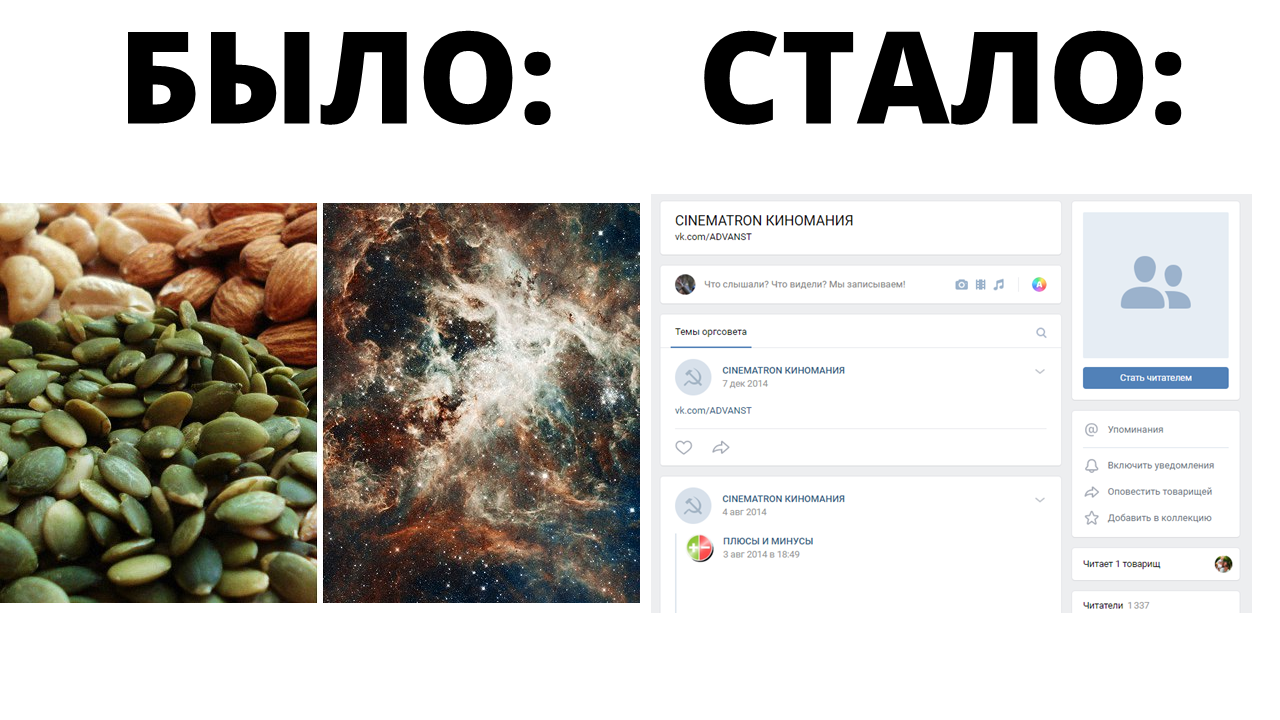 БЫЛО:
СТАЛО:
CINEMATRON КИНОМАНИЯ
vk.com/ADVANST
Что слышали? Что видели? Мы записываем!
A
Темы оргсовета
CINEMATRON КИНОМАНИЯ
7 дек 2014
vk.com/ADVANST
CINEMATRON КИНОМАНИЯ
4 авг 2014
ПЛЮСЫ И МИНУСЫ
3 авг 2014 в 18:49
Стать читателем
@ Упоминания
Включить уведомления
Оповестить товарищей
Добавить в коллекцию
Читает 1 товарищ
Читатели 1 337